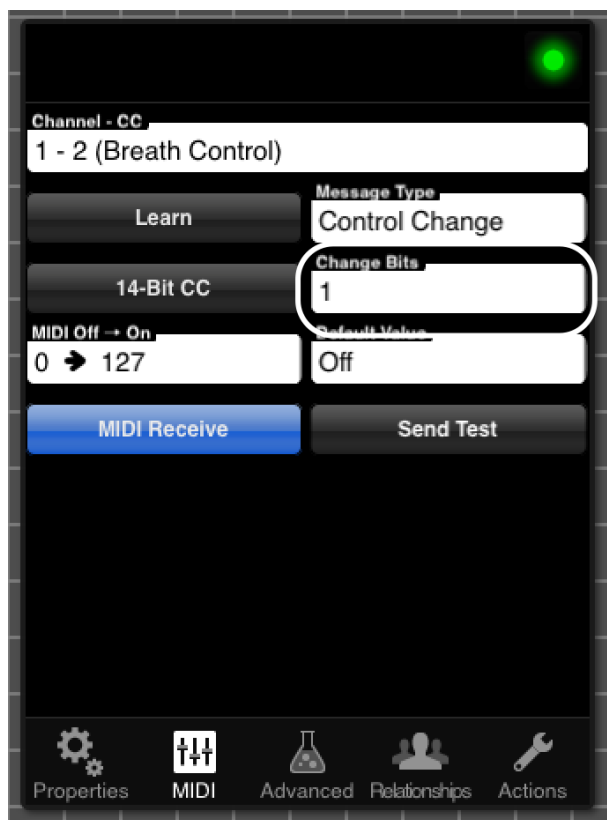 Channel - CC
1 - 2 (Breath Control)
Learn
Message Type
Control Change
14-Bit CC
Change Bits
1
MIDI Off → On
0 ➔ 127
Default Value
Off
MIDI Receive
Send Test
Properties
MIDI
Advanced
Relationships
Actions